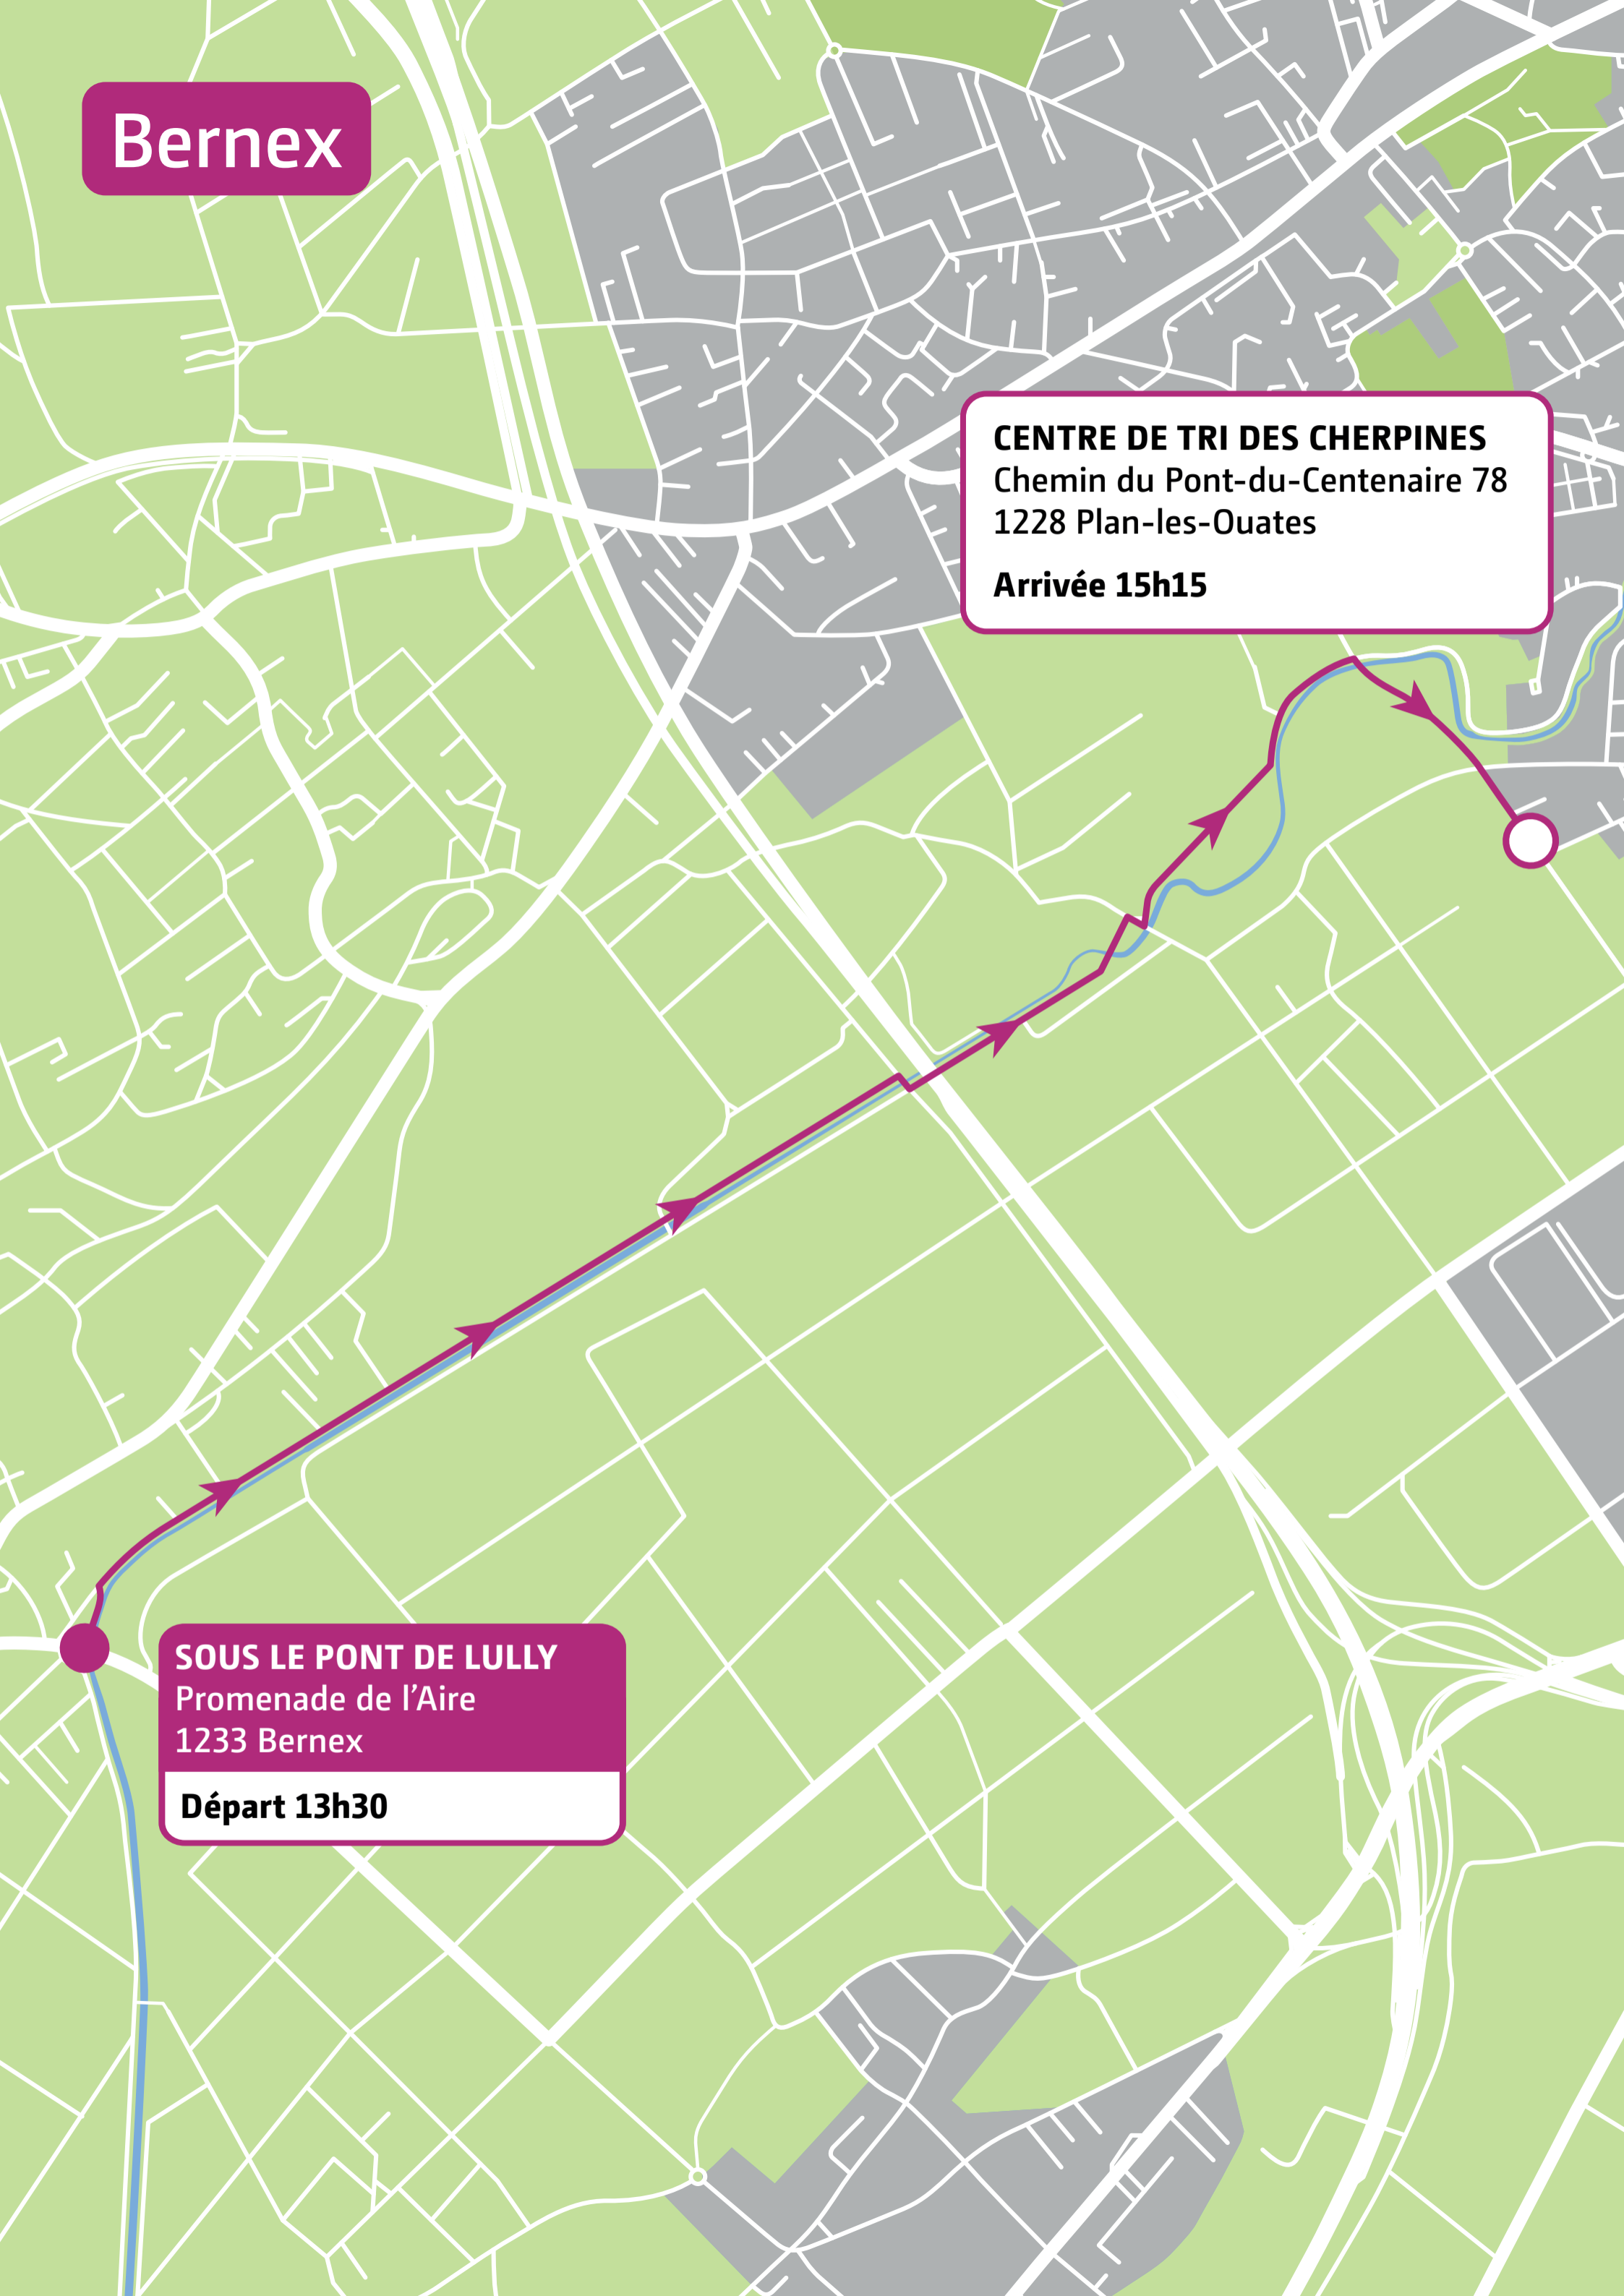 Bernex
CENTRE DE TRI DES CHERPINES
Chemin du Pont-du-Centenaire 78
1228 Plan-les-Ouates
Arrivée 15h15
SOUS LE PONT DE LULLY
Promenade de l’Aire
1233 Bernex
Départ 13h30